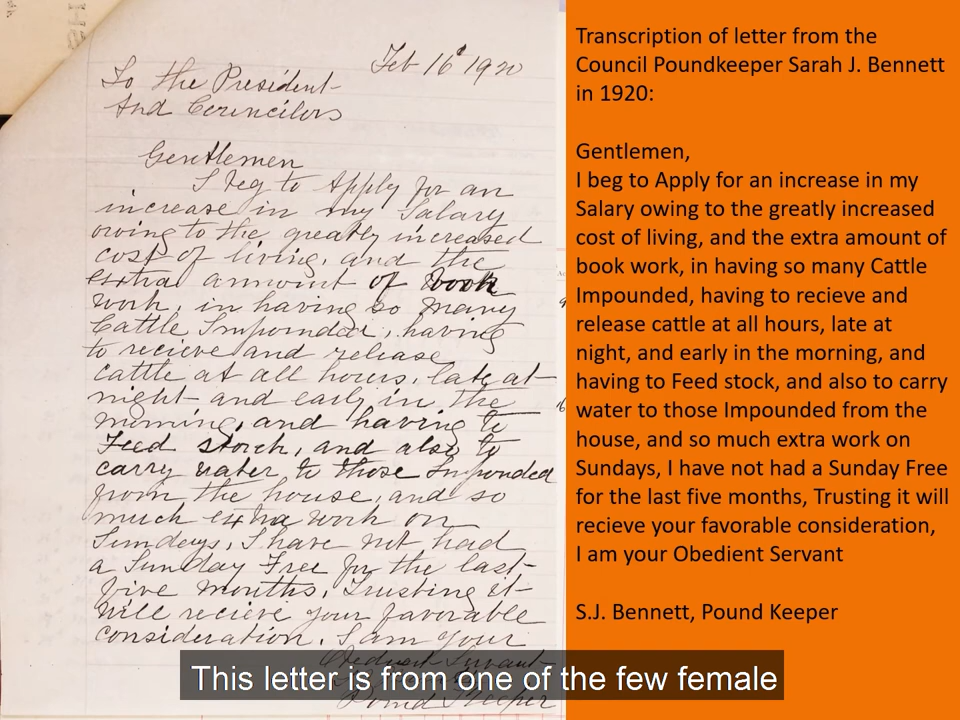 Feb 16th 1920
To the President
And Councilors
Gentlemen
I beg to Apply for an
increase in my Salary
owing to the greatly increased
cost of living, and the
extra amount of book
work, in having so many
Cattle Impounded, having
to recieve and release
cattle at all hours, late at
night and early in the
morning, and having to
Feed stock, and also to
carry water to those Impounded
from the house, and so
much extra work on
Sundays, I have not had
a Sunday Free for the last
five months, Trusting it
will recieve your favorable
consideration, I am your
Obedient Servant
Pound Keeper
Transcription of letter from the
Council Poundkeeper Sarah J. Bennett
in 1920:
Gentlemen,
I beg to Apply for an increase in my
Salary owing to the greatly increased
cost of living, and the extra amount of
book work, in having so many Cattle
Impounded, having to recieve and
release cattle at all hours, late at
night, and early in the morning, and
having to Feed stock, and also to carry
water to those Impounded from the
house, and so much extra work on
Sundays, I have not had a Sunday Free
for the last five months, Trusting it will
recieve your favorable consideration,
I am your Obedient Servant
S.J. Bennett, Pound Keeper
This letter is from one of the few female